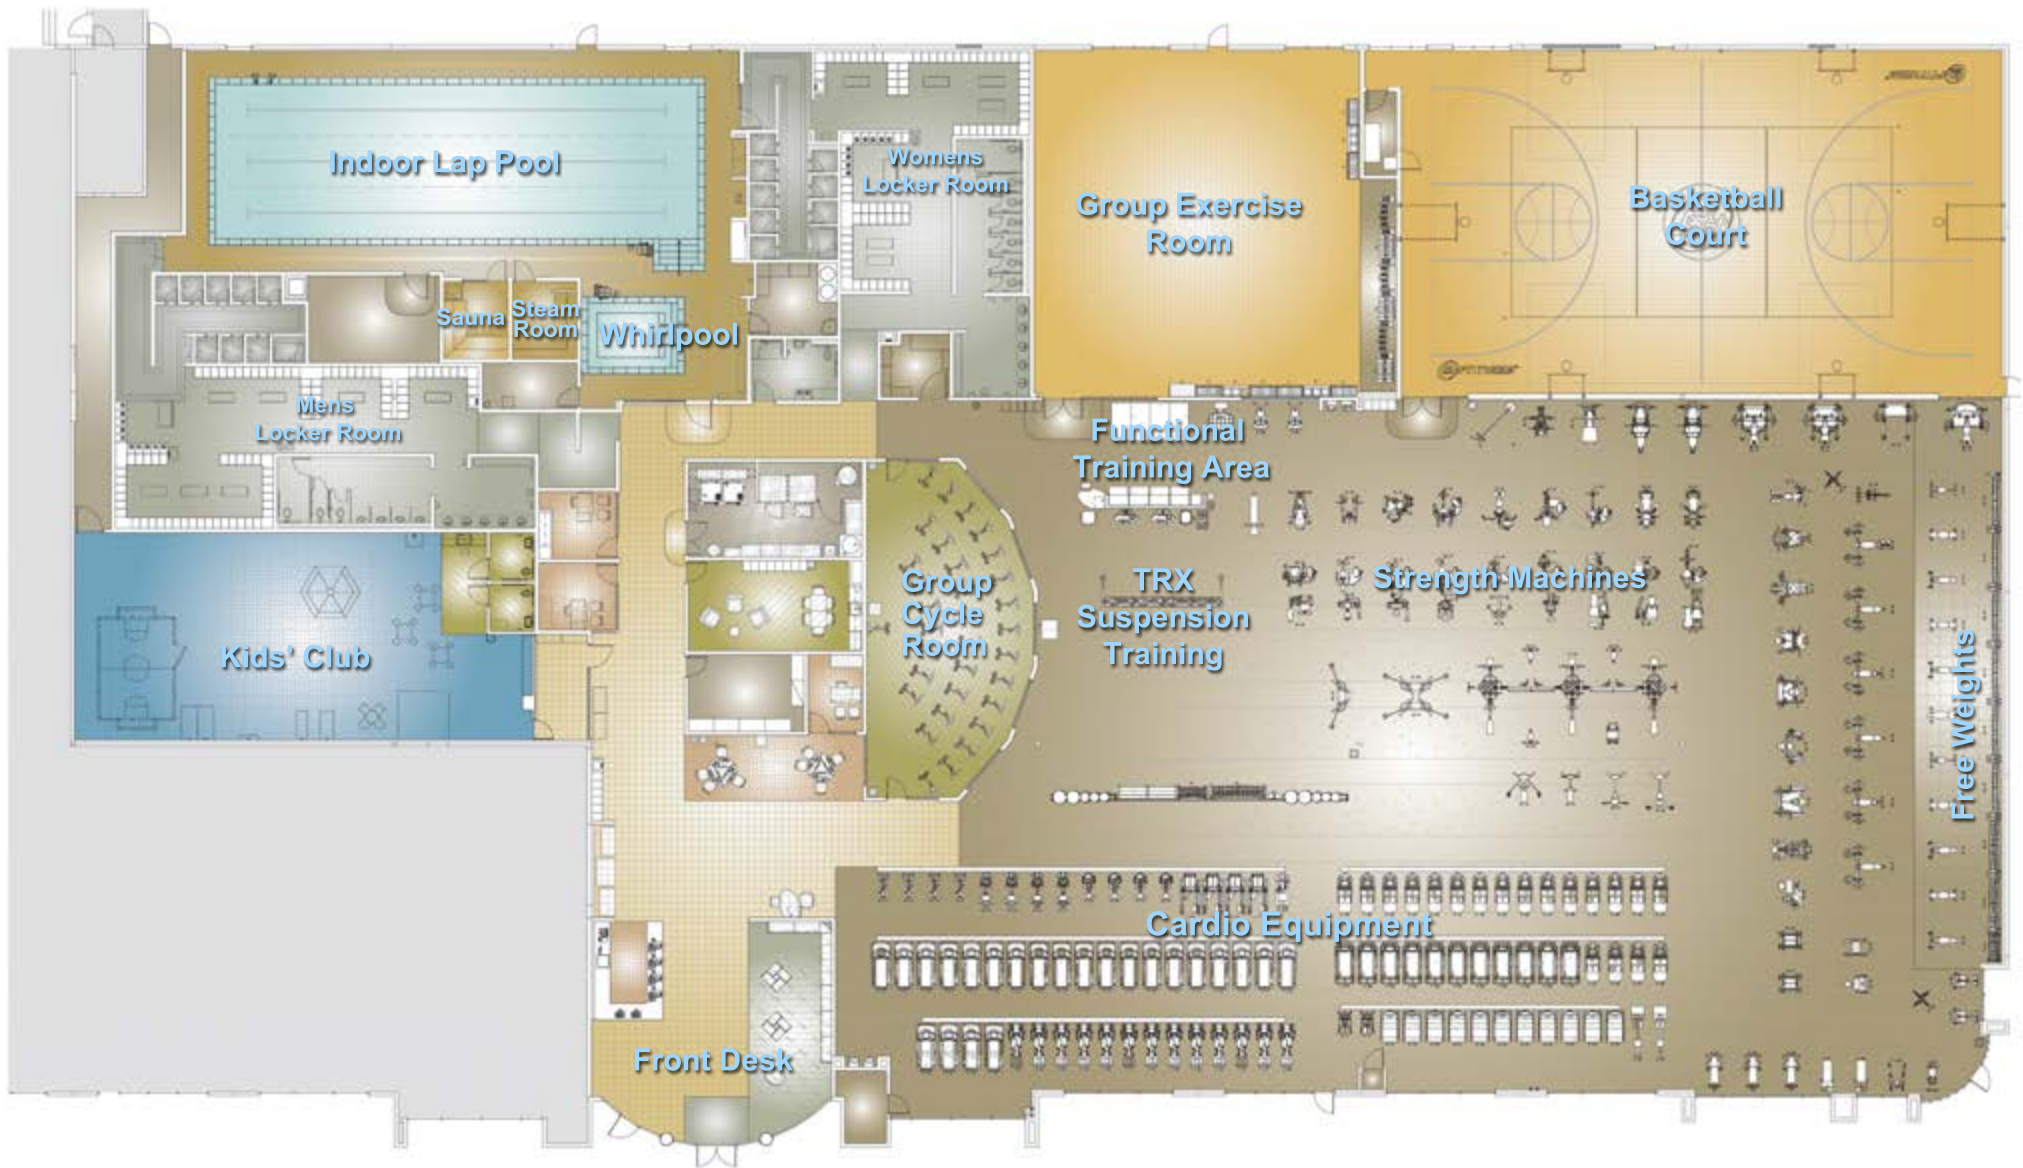 Indoor Lap Pool
Womens
Locker Room
Group Exercise
Room
Basketball
Court
Sauna
Steam
Room
Whirlpool
Mens
Locker Room
Functional
Training Area
Group
Cycle
Room
TRX
Suspension
Training
Strength Machines
Kids' Club
Free Weights
Cardio Equipment
Front Desk